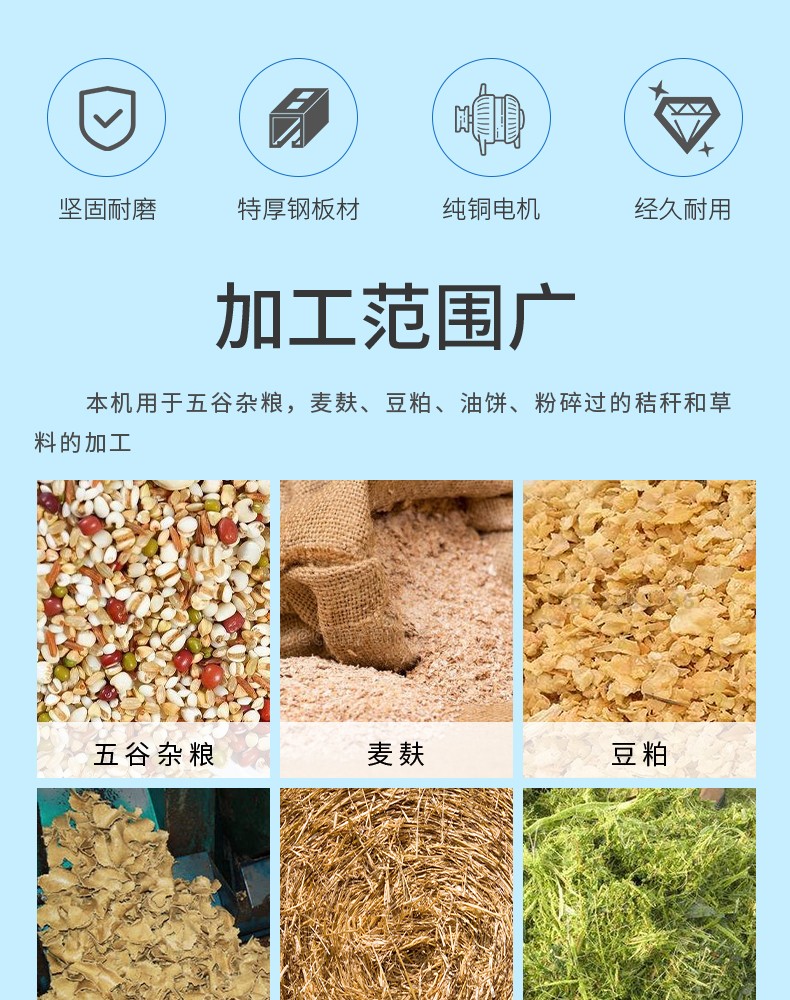 坚固耐磨 特厚钢板材 纯铜电机 经久耐用
加工范围广
本机用于五谷杂粮，麦麸、豆粕、油饼、粉碎过的秸秆和草
料的加工
五谷杂粮 麦麸 豆粕